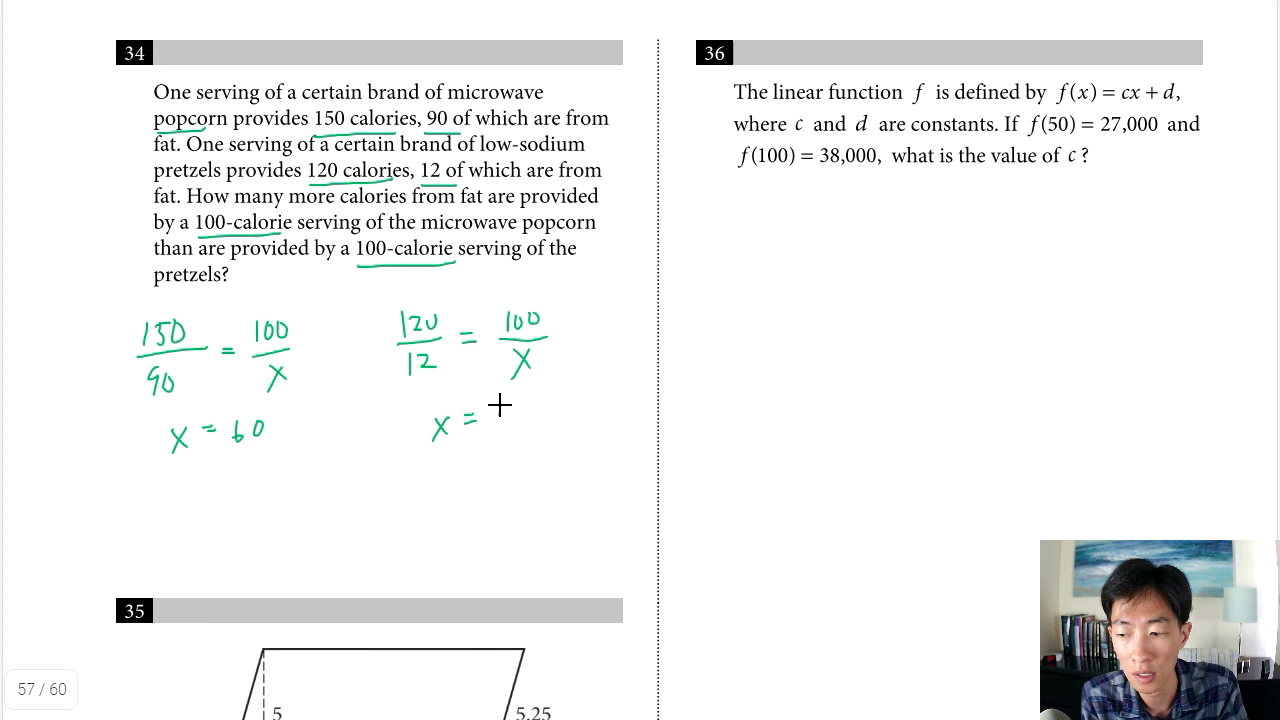 34
One serving of a certain brand of microwave
popcorn provides 150 calories, 90 of which are from
fat. One serving of a certain brand of low-sodium
pretzels provides 120 calories, 12 of which are from
fat. How many more calories from fat are provided
by a 100-calorie serving of the microwave popcorn
than are provided by a 100-calorie serving of the
pretzels?
150/90 = 100/x
x = 60
120/12 = 100/x
x =
35
5
5.25
36
The linear function f is defined by f(x) = cx + d,
where c and d are constants. If f(50) = 27,000 and
f(100) = 38,000, what is the value of c ?
57 / 60